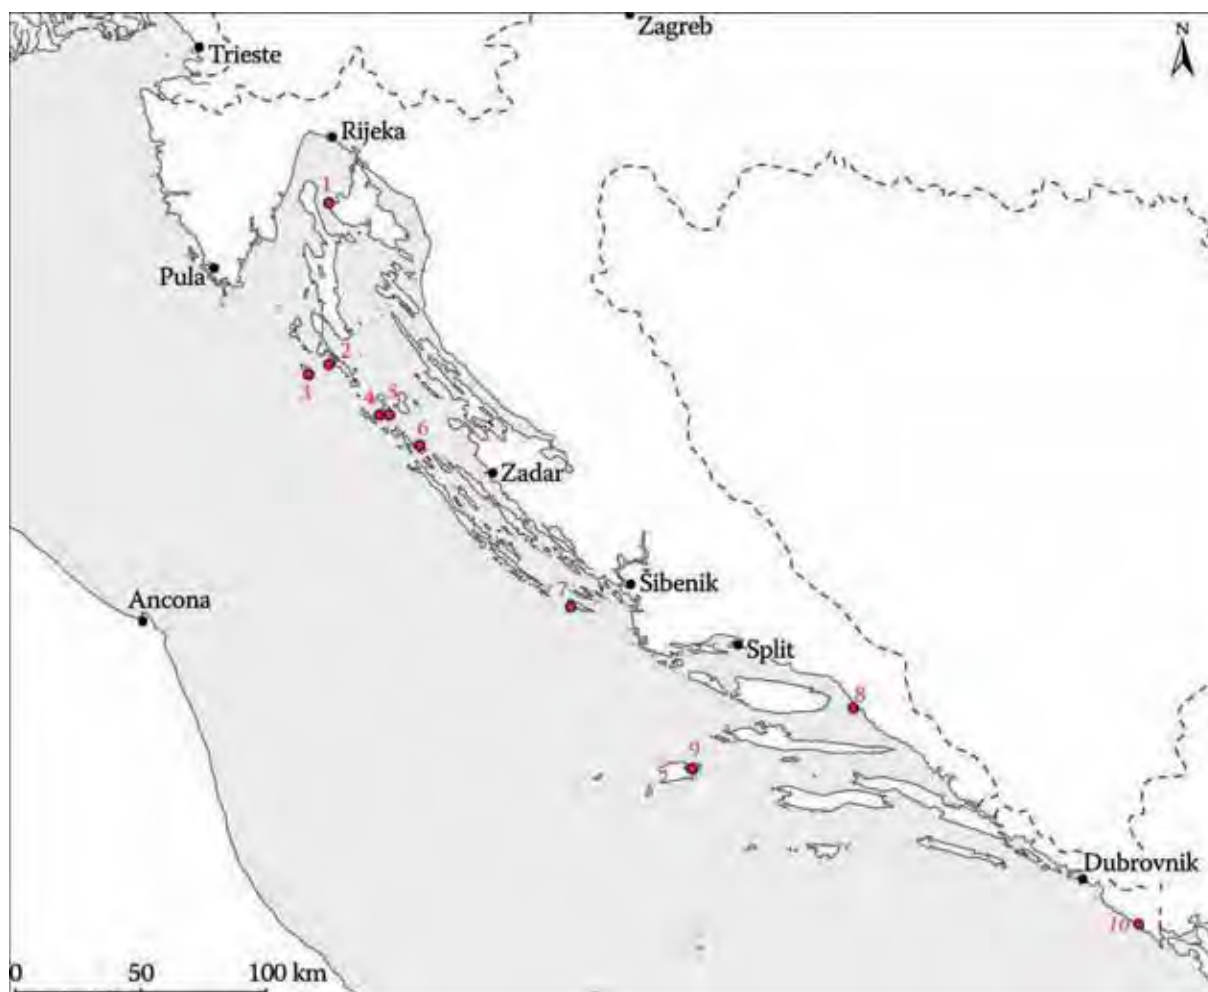 Zagreb
N
Trieste
Rijeka
1
Pula
2
3
4 5
6
Zadar
7
Šibenik
Ancona
Split
8
9
Dubrovnik
10
0 50 100 km